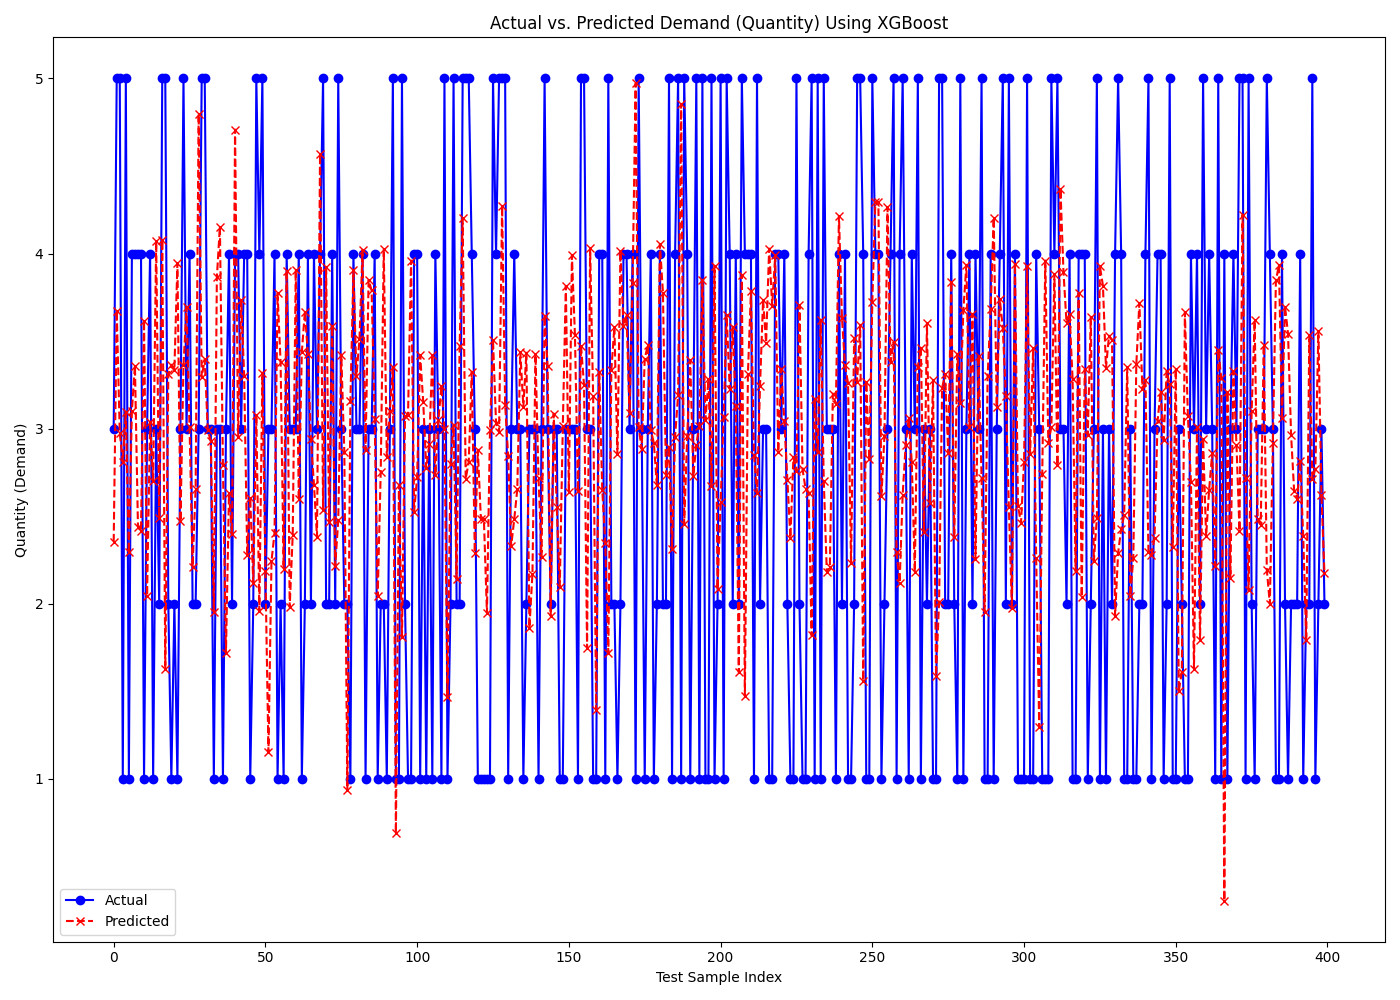 Actual vs. Predicted Demand (Quantity) Using XGBoost
Quantity (Demand)
5
4
3
2
1
Actual
Predicted
0 50 100 150 200 250 300 350 400
Test Sample Index